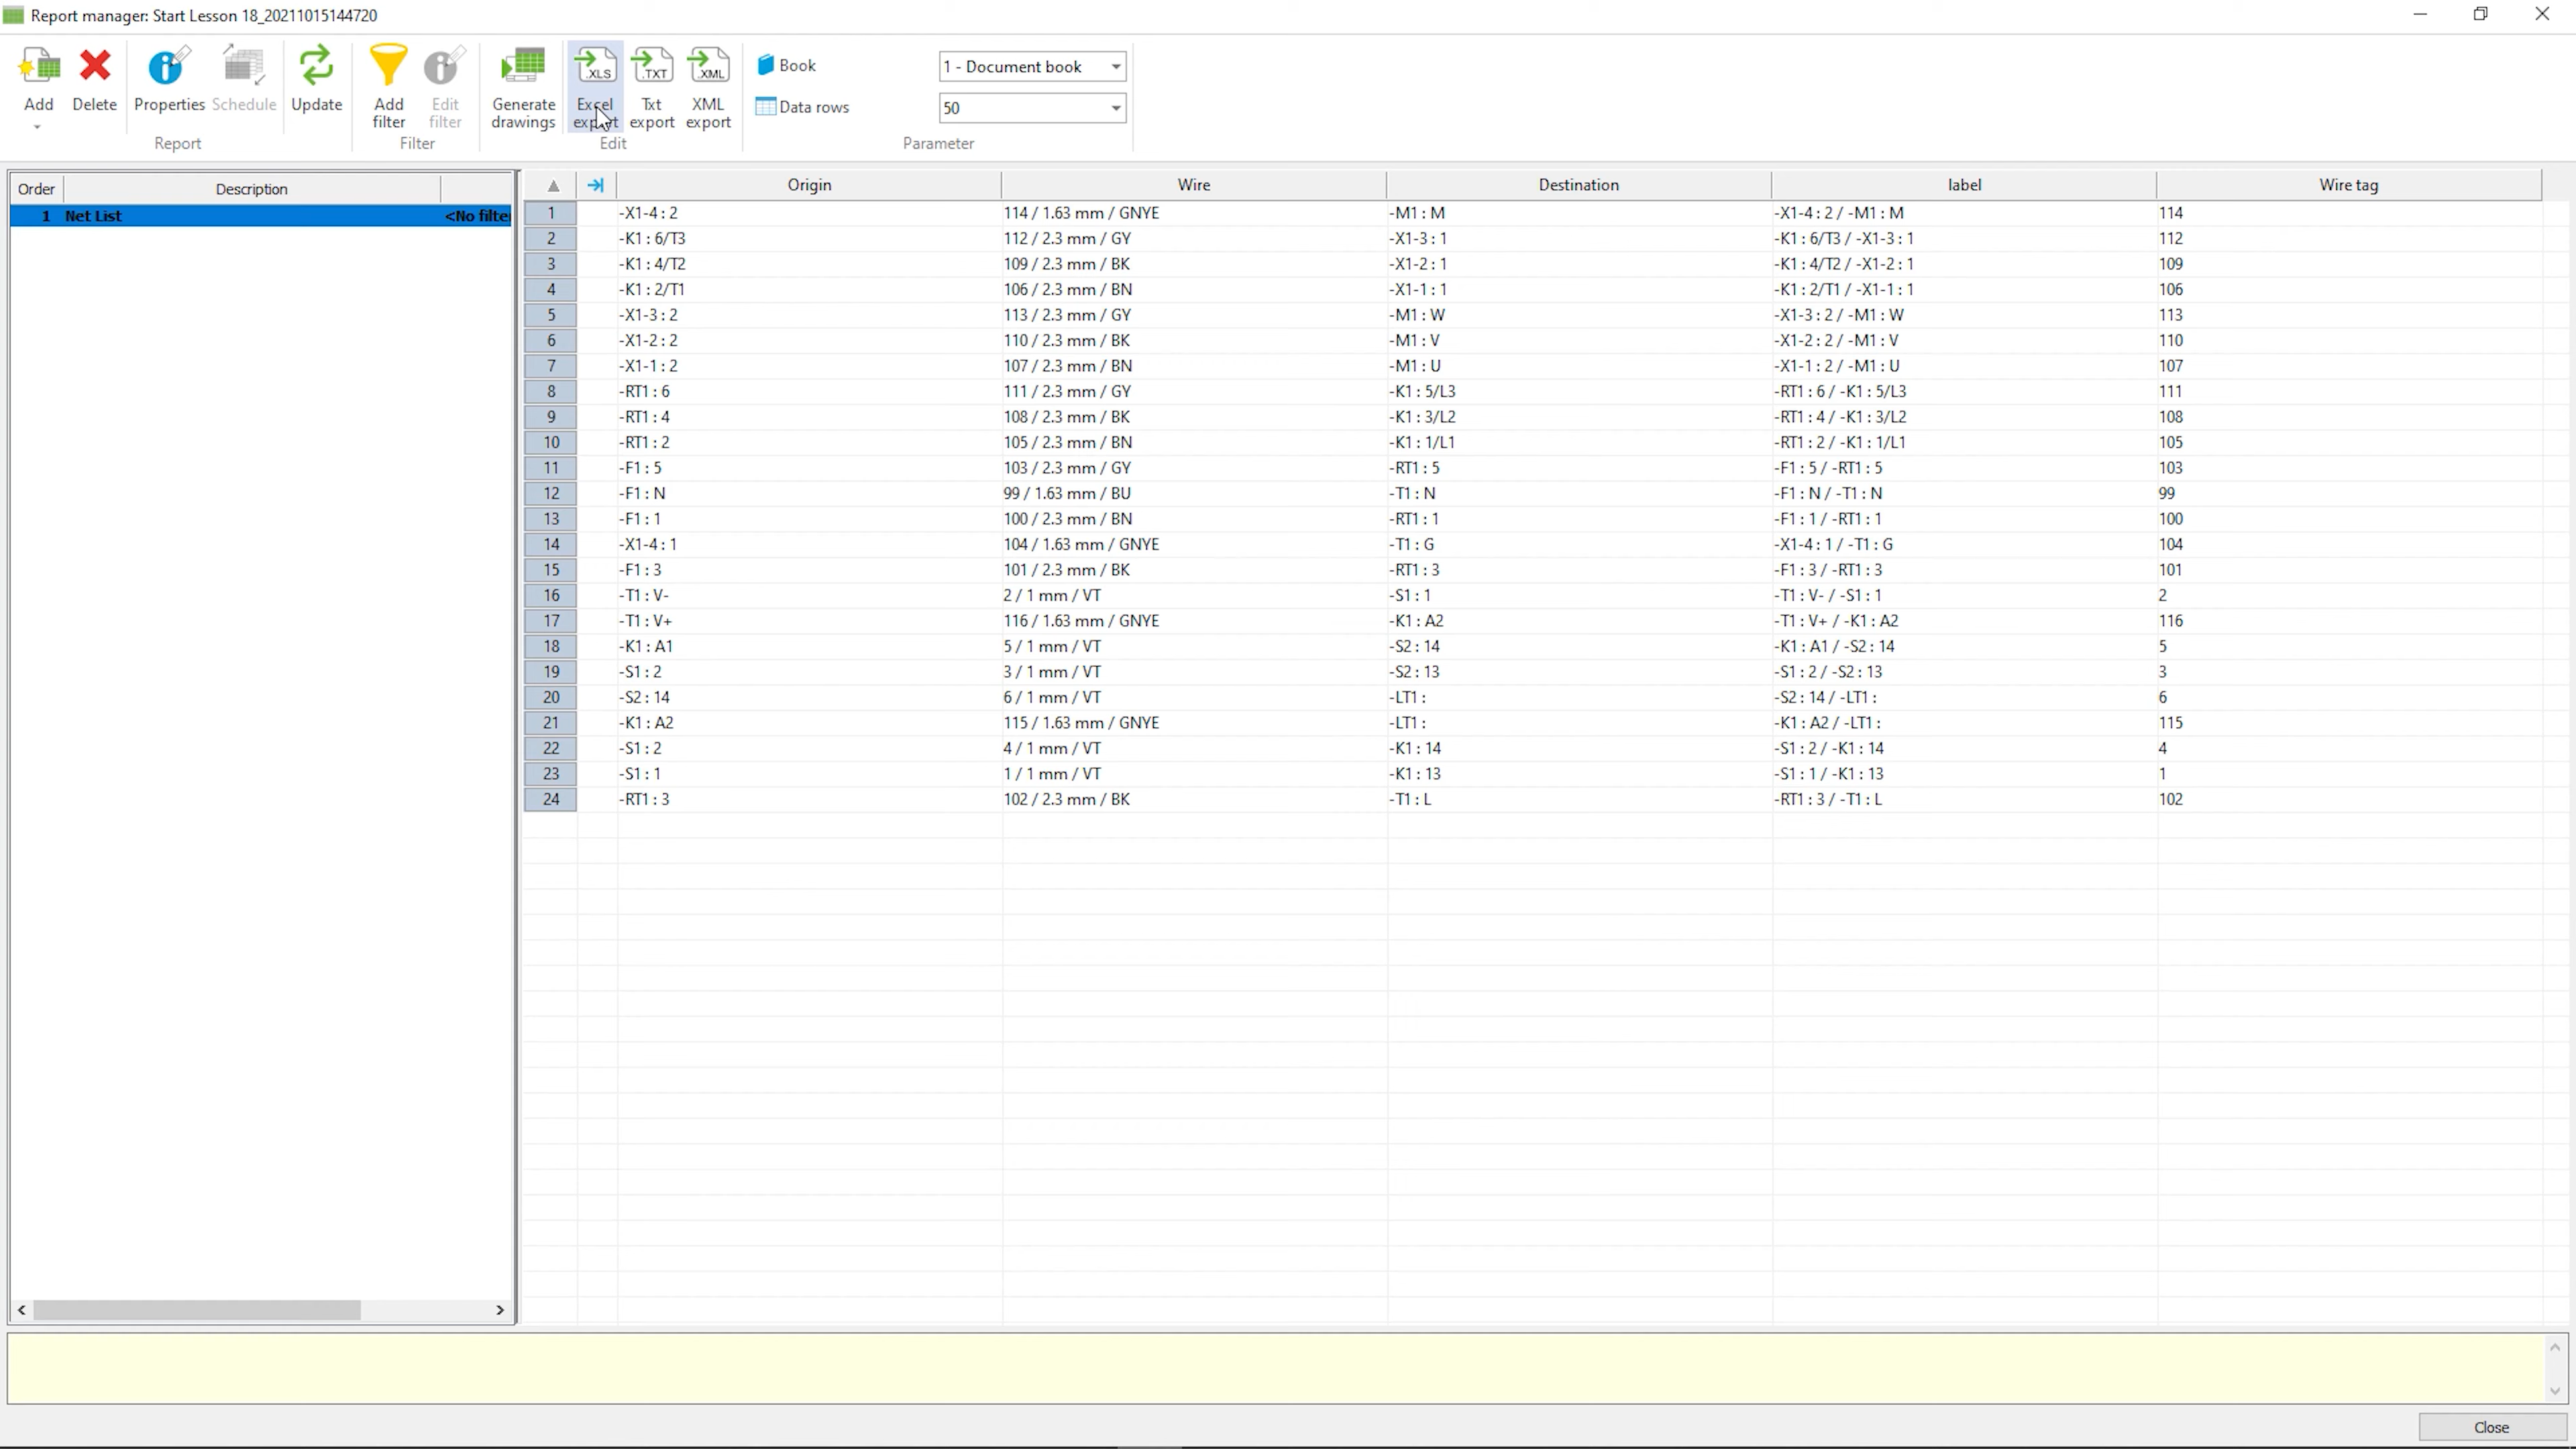 Report manager: Start Lesson 18_20211015144720
Add Delete Properties Schedule Update Add filter Edit filter Generate drawings Excel export Txt export XML export
.XLS .TXT .XML
Book 1 - Document book
Data rows 50
Report Filter Edit Parameter
Order Description
1 Net List <No filte
Origin Wire Destination label Wire tag
1 -X1-4 : 2 114 / 1.63 mm / GNYE -M1 : M -X1-4 : 2 / -M1 : M 114
2 -K1 : 6/T3 112 / 2.3 mm / GY -X1-3 : 1 -K1 : 6/T3 / -X1-3 : 1 112
3 -K1 : 4/T2 109 / 2.3 mm / BK -X1-2 : 1 -K1 : 4/T2 / -X1-2 : 1 109
4 -K1 : 2/T1 106 / 2.3 mm / BN -X1-1 : 1 -K1 : 2/T1 / -X1-1 : 1 106
5 -X1-3 : 2 113 / 2.3 mm / GY -M1 : W -X1-3 : 2 / -M1 : W 113
6 -X1-2 : 2 110 / 2.3 mm / BK -M1 : V -X1-2 : 2 / -M1 : V 110
7 -X1-1 : 2 107 / 2.3 mm / BN -M1 : U -X1-1 : 2 / -M1 : U 107
8 -RT1 : 6 111 / 2.3 mm / GY -K1 : 5/L3 -RT1 : 6 / -K1 : 5/L3 111
9 -RT1 : 4 108 / 2.3 mm / BK -K1 : 3/L2 -RT1 : 4 / -K1 : 3/L2 108
10 -RT1 : 2 105 / 2.3 mm / BN -K1 : 1/L1 -RT1 : 2 / -K1 : 1/L1 105
11 -F1 : 5 103 / 2.3 mm / GY -RT1 : 5 -F1 : 5 / -RT1 : 5 103
12 -F1 : N 99 / 1.63 mm / BU -T1 : N -F1 : N / -T1 : N 99
13 -F1 : 1 100 / 2.3 mm / BN -RT1 : 1 -F1 : 1 / -RT1 : 1 100
14 -X1-4 : 1 104 / 1.63 mm / GNYE -T1 : G -X1-4 : 1 / -T1 : G 104
15 -F1 : 3 101 / 2.3 mm / BK -RT1 : 3 -F1 : 3 / -RT1 : 3 101
16 -T1 : V- 2 / 1 mm / VT -S1 : 1 -T1 : V- / -S1 : 1 2
17 -T1 : V+ 116 / 1.63 mm / GNYE -K1 : A2 -T1 : V+ / -K1 : A2 116
18 -K1 : A1 5 / 1 mm / VT -S2 : 14 -K1 : A1 / -S2 : 14 5
19 -S1 : 2 3 / 1 mm / VT -S2 : 13 -S1 : 2 / -S2 : 13 3
20 -S2 : 14 6 / 1 mm / VT -LT1 : -S2 : 14 / -LT1 : 6
21 -K1 : A2 115 / 1.63 mm / GNYE -LT1 : -K1 : A2 / -LT1 : 115
22 -S1 : 2 4 / 1 mm / VT -K1 : 14 -S1 : 2 / -K1 : 14 4
23 -S1 : 1 1 / 1 mm / VT -K1 : 13 -S1 : 1 / -K1 : 13 1
24 -RT1 : 3 102 / 2.3 mm / BK -T1 : L -RT1 : 3 / -T1 : L 102
Close